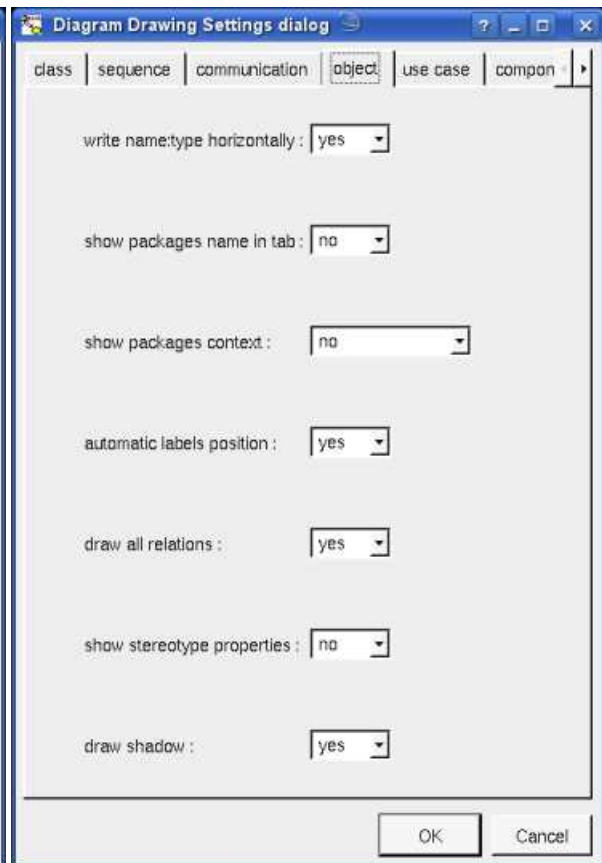 Diagram Drawing Settings dialog
class sequence communication object use case compon
write name:type horizontally : yes
show packages name in tab : no
show packages context : no
automatic labels position : yes
draw all relations : yes
show stereotype properties : no
draw shadow : yes
OK Cancel